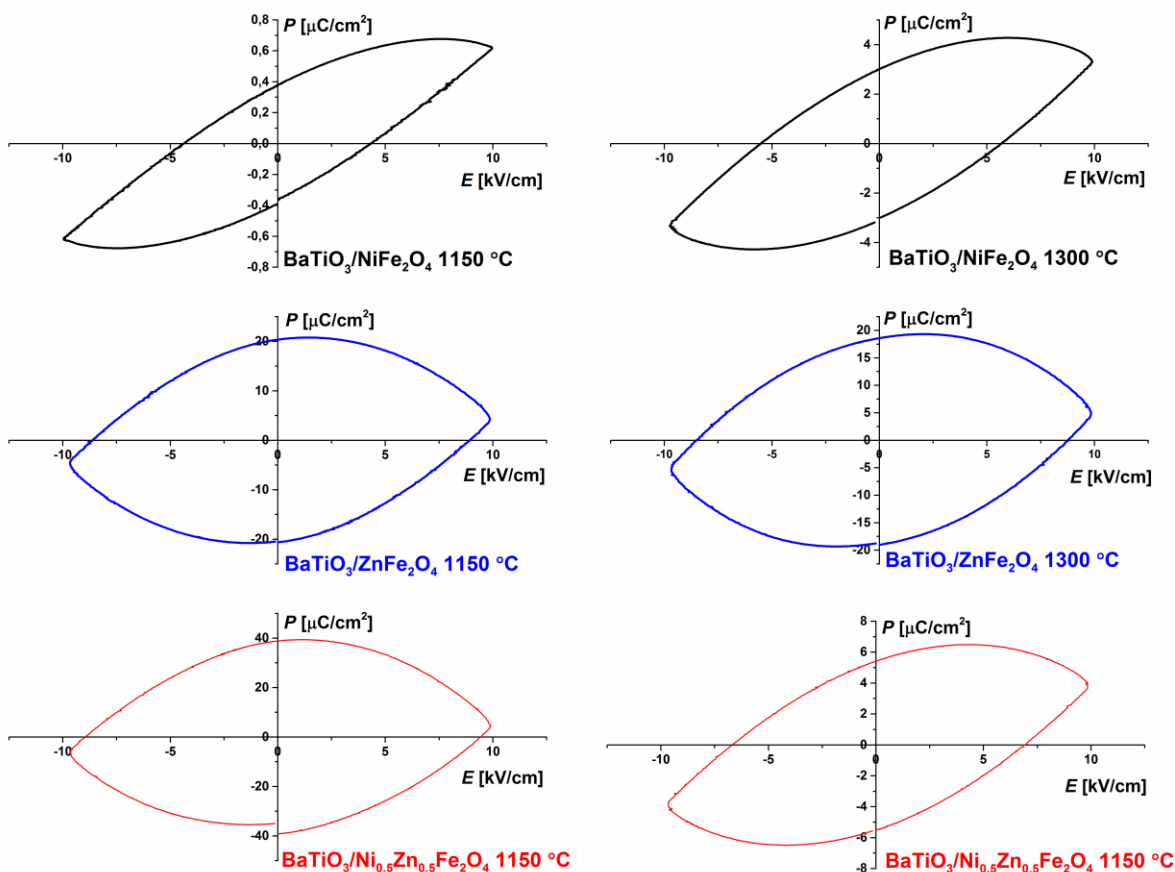 P [μC/cm²]
0,8
0,6
0,4
0,2
0,0
-10 -5 0 5 10
-0,2
E [kV/cm]
-0,4
-0,6
-0,8
BaTiO₃/NiFe₂O₄ 1150 °C
P [μC/cm²]
4
2
0
-10 -5 0 5 10
E [kV/cm]
-2
-4
BaTiO₃/NiFe₂O₄ 1300 °C
P [μC/cm²]
20
10
0
-10 -5 0 5 10
E [kV/cm]
-10
-20
BaTiO₃/ZnFe₂O₄ 1150 °C
P [μC/cm²]
20
15
10
5
0
-10 -5 0 5 10
-5
E [kV/cm]
-10
-15
-20
BaTiO₃/ZnFe₂O₄ 1300 °C
P [μC/cm²]
40
20
0
-10 -5 0 5 10
E [kV/cm]
-20
-40
BaTiO₃/Ni₀.₅Zn₀.₅Fe₂O₄ 1150 °C
P [μC/cm²]
8
6
4
2
0
-10 -5 0 5 10
E [kV/cm]
-2
-4
-6
-8
BaTiO₃/Ni₀.₅Zn₀.₅Fe₂O₄ 1150 °C